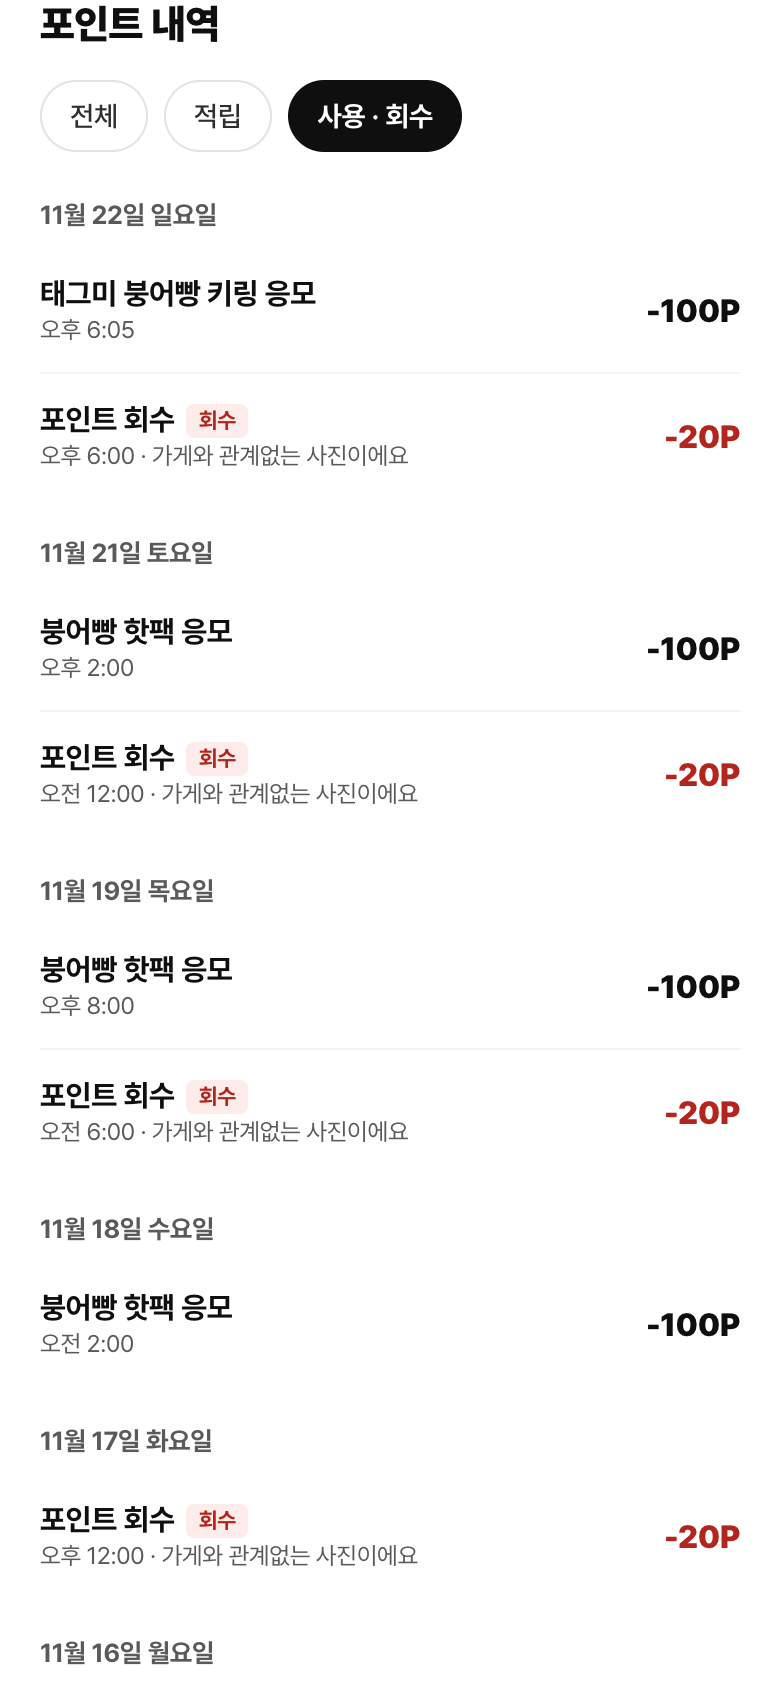 포인트 내역
전체 적립 사용 · 회수
11월 22일 일요일
태그미 붕어빵 키링 응모
오후 6:05
-100P
포인트 회수 회수
오후 6:00 · 가게와 관계없는 사진이에요
-20P
11월 21일 토요일
붕어빵 핫팩 응모
오후 2:00
-100P
포인트 회수 회수
오전 12:00 · 가게와 관계없는 사진이에요
-20P
11월 19일 목요일
붕어빵 핫팩 응모
오후 8:00
-100P
포인트 회수 회수
오전 6:00 · 가게와 관계없는 사진이에요
-20P
11월 18일 수요일
붕어빵 핫팩 응모
오전 2:00
-100P
11월 17일 화요일
포인트 회수 회수
오후 12:00 · 가게와 관계없는 사진이에요
-20P
11월 16일 월요일